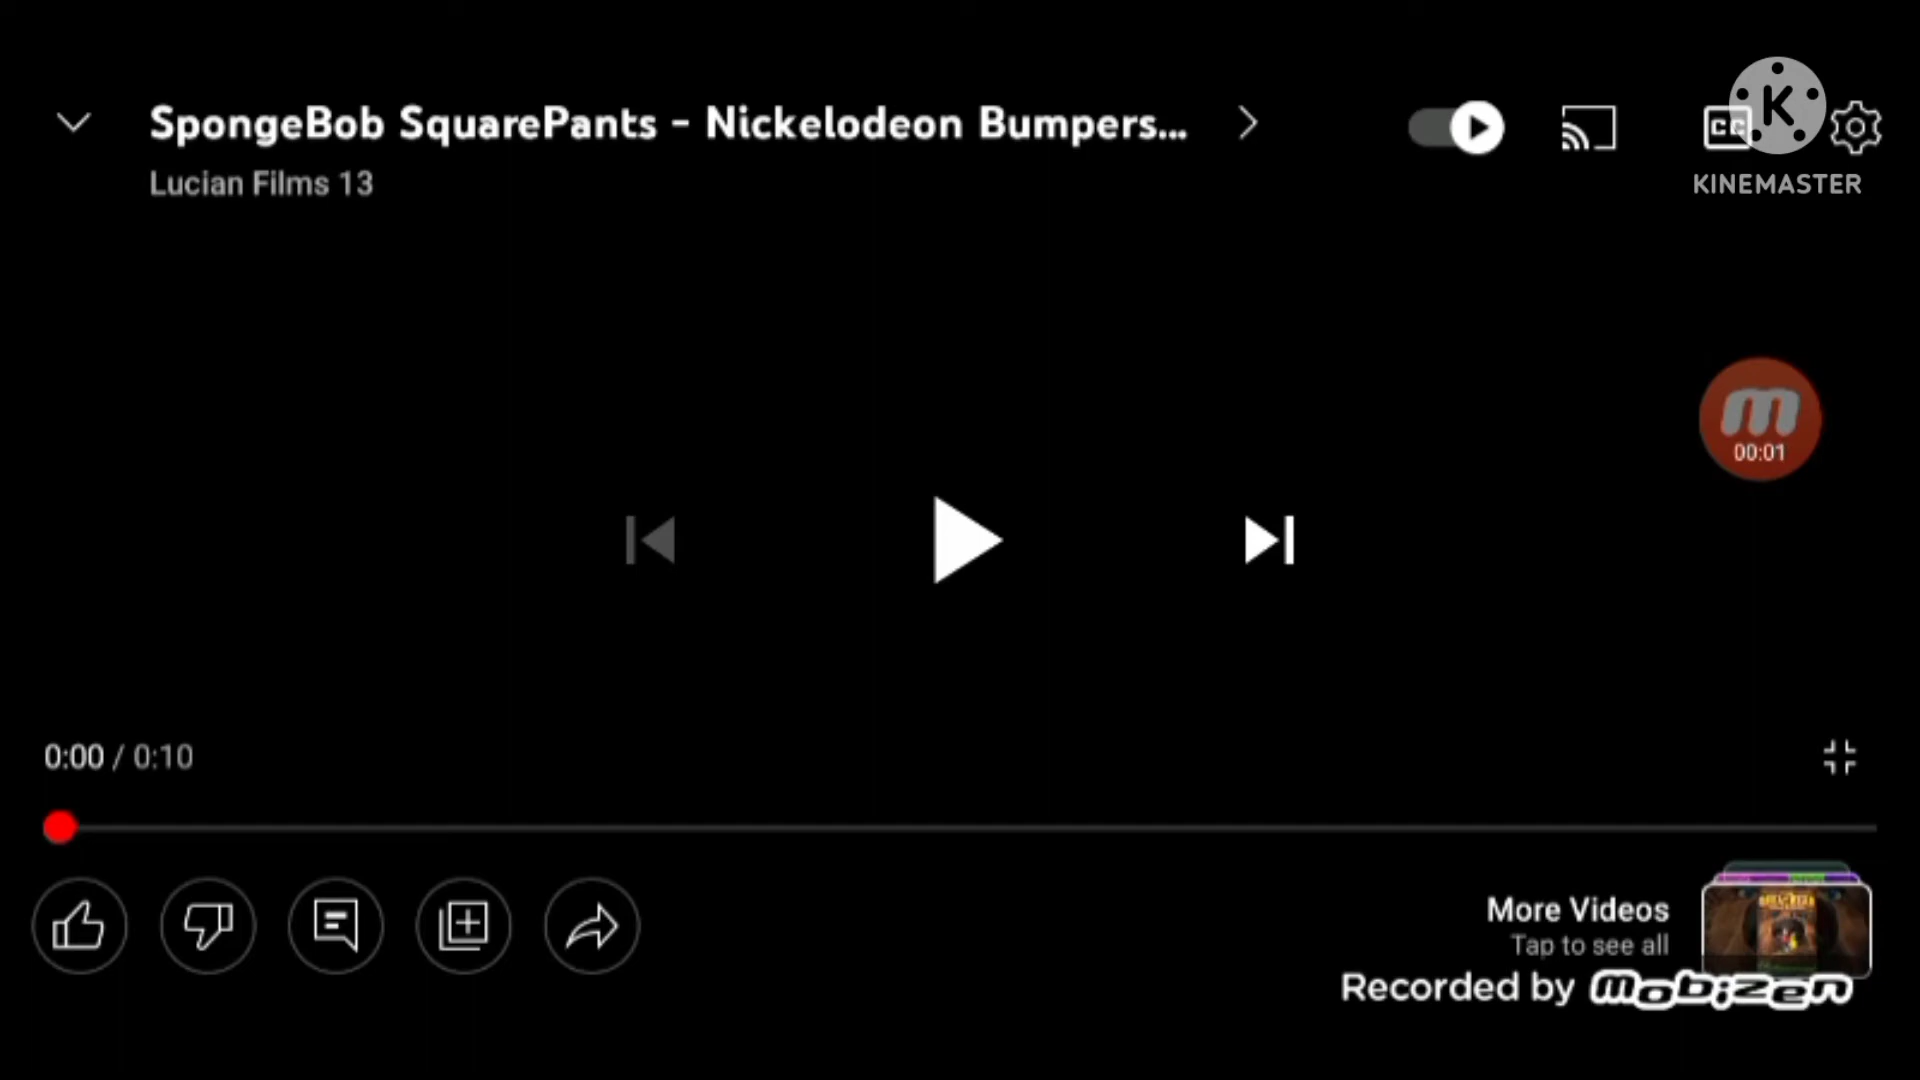 SpongeBob SquarePants - Nickelodeon Bumpers...
Lucian Films 13
CC
K
KINEMASTER
m
00:01
0:00 / 0:10
More Videos
Tap to see all
Recorded by mobizen